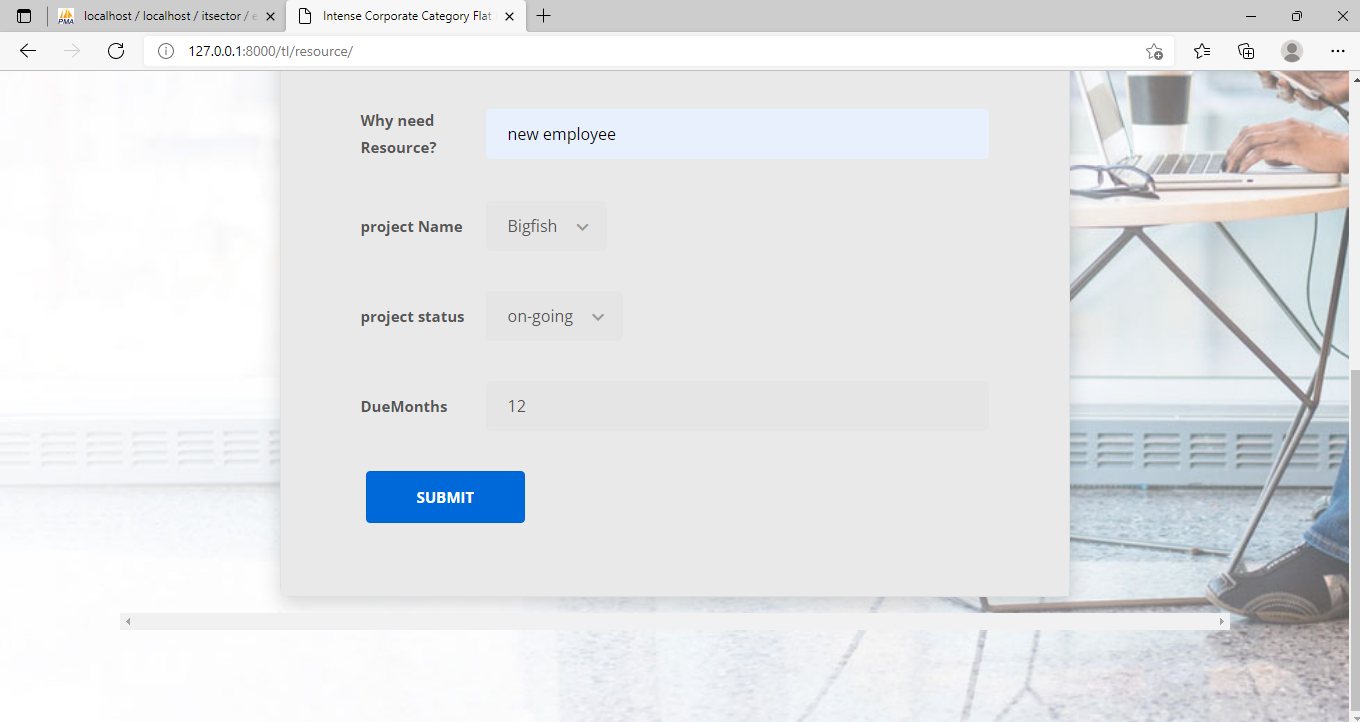 PMA
localhost / localhost / itsector / e
Intense Corporate Category Flat
127.0.0.1:8000/tl/resource/
Why need
Resource?
new employee
project Name
Bigfish
project status
on-going
DueMonths
12
SUBMIT